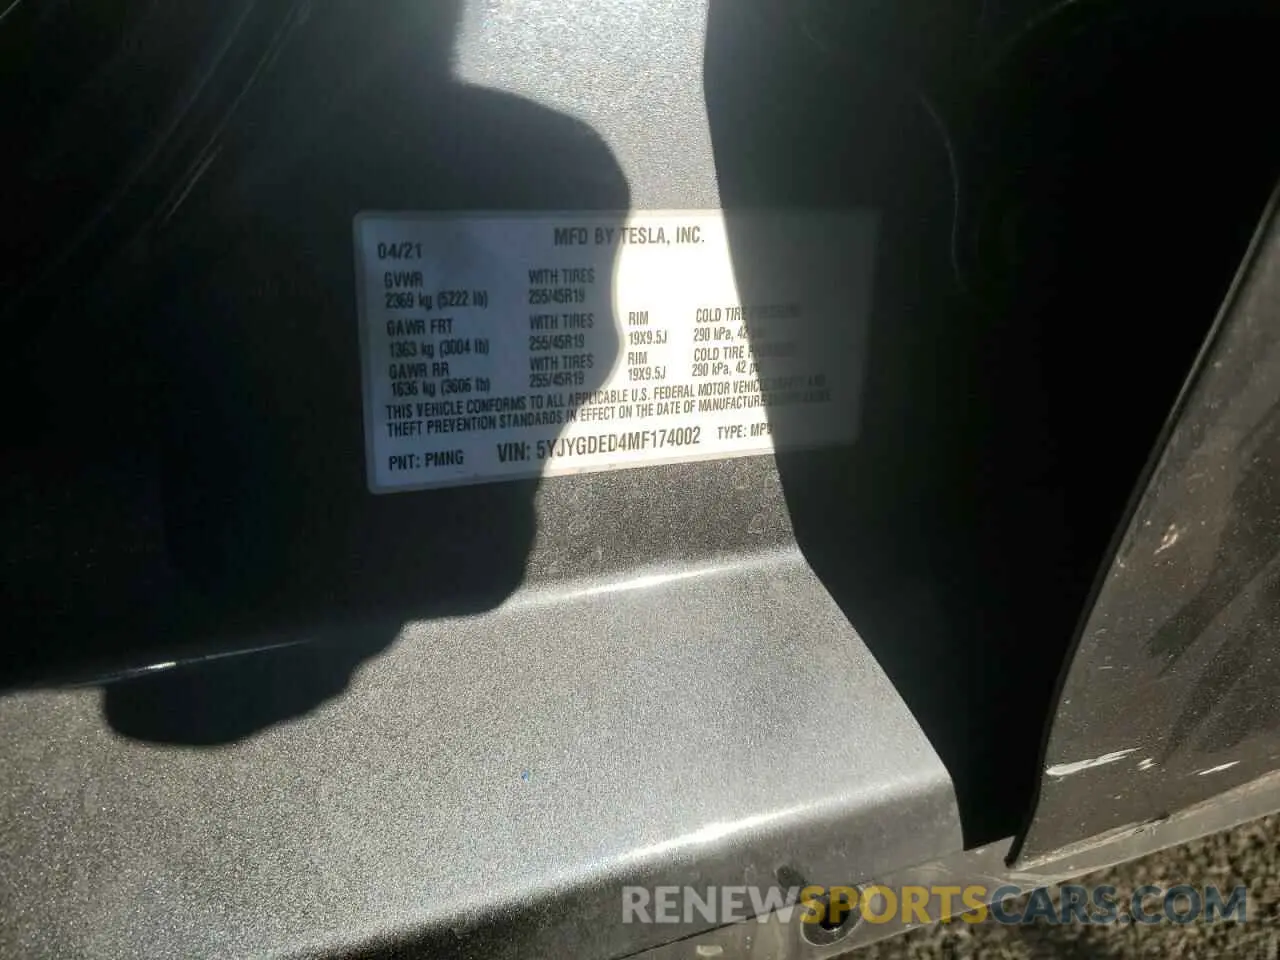 MFD BY TESLA, INC.
04/21
GVWR
2369 kg (5222 lb)
WITH TIRES
255/45R19
GAWR FRT
1363 kg (3004 lb)
WITH TIRES
255/45R19
RIM
19X9.5J
COLD TIRE
290 kPa, 42
GAWR RR
1636 kg (3606 lb)
WITH TIRES
255/45R19
RIM
19X9.5J
COLD TIRE
290 kPa, 42
THIS VEHICLE CONFORMS TO ALL APPLICABLE U.S. FEDERAL MOTOR VEHICLE SAFETY AND
THEFT PREVENTION STANDARDS IN EFFECT ON THE DATE OF MANUFACTURE
PNT: PMNG
VIN: 5YJYGDED4MF174002
TYPE: MPV
RENEWSPORTSCARS.COM